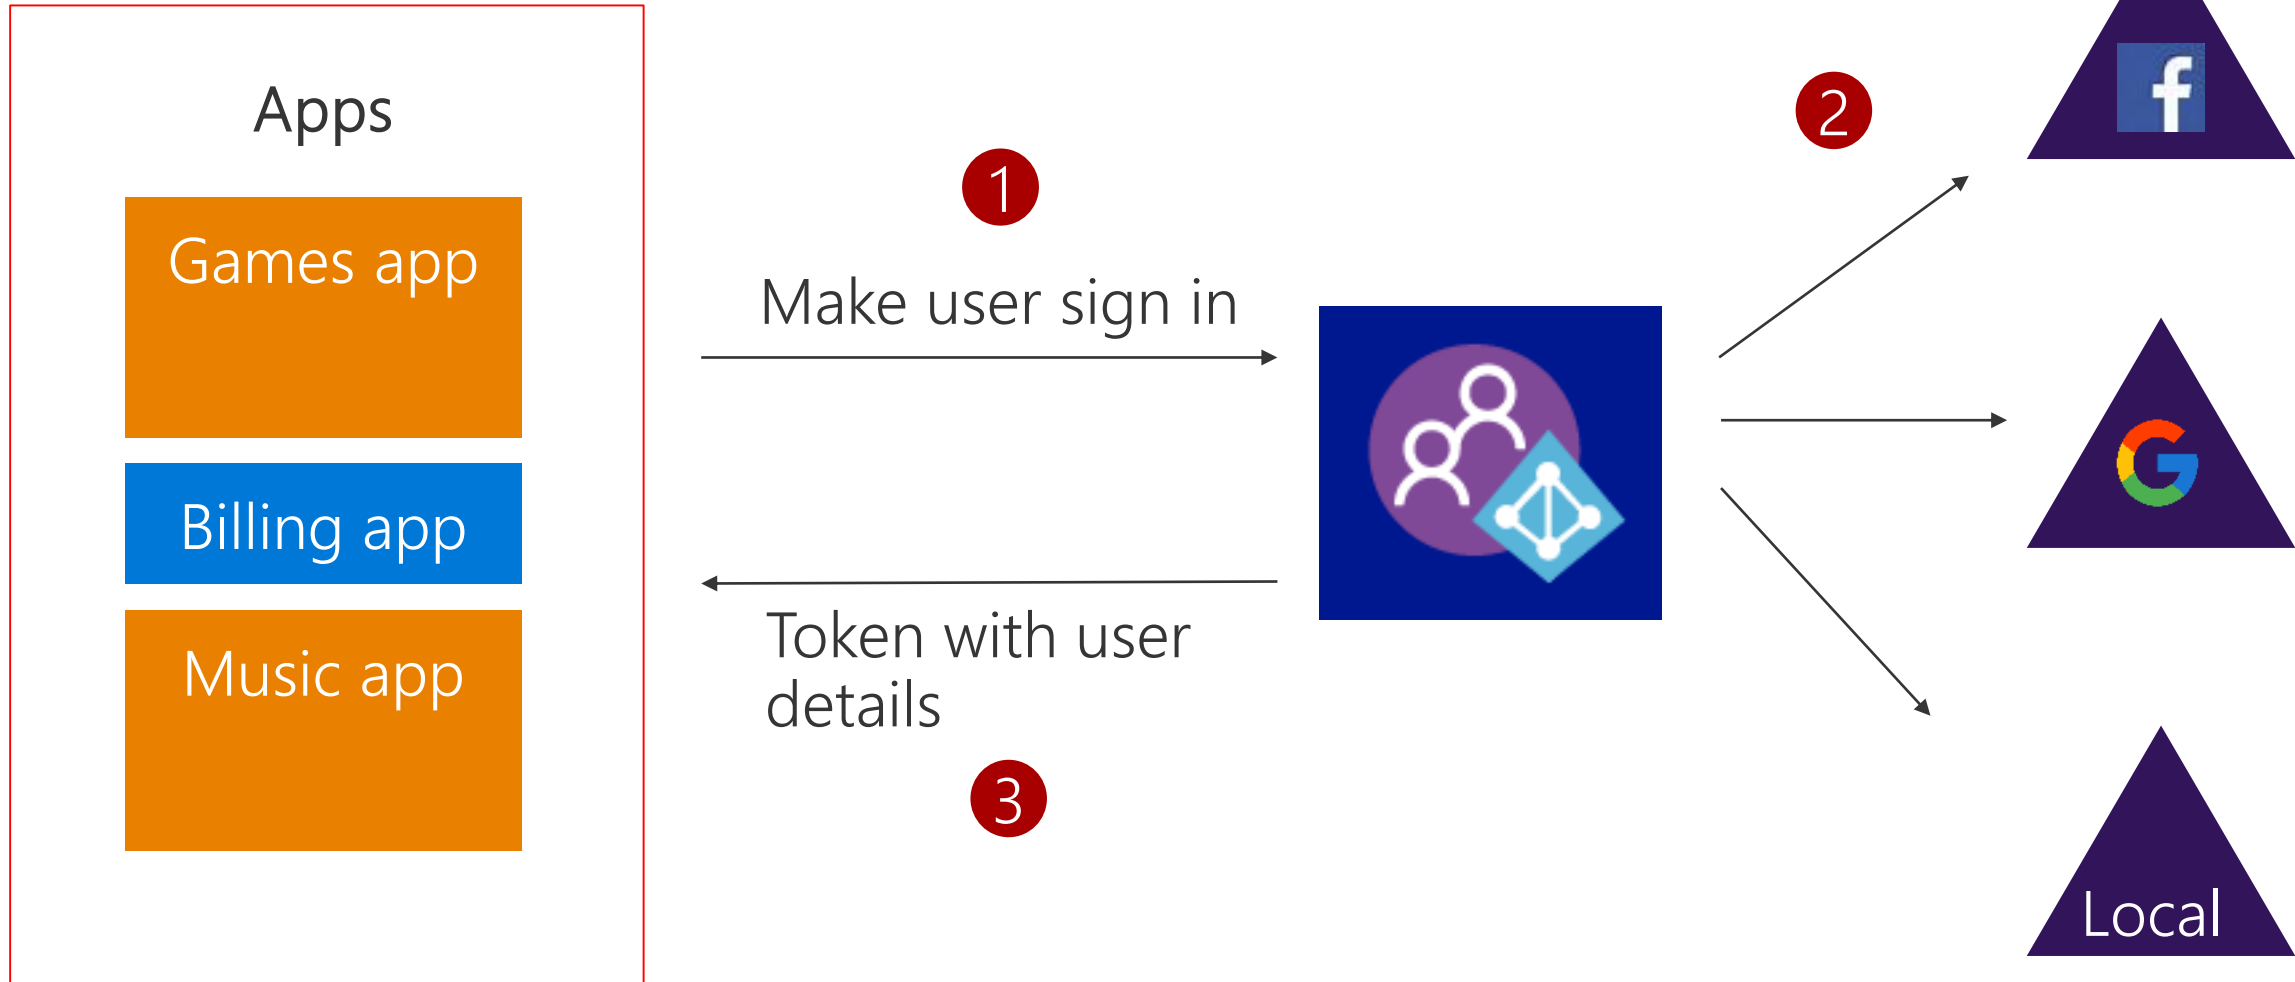 Apps
Games app
Billing app
Music app
1
Make user sign in
Token with user
details
3
2
f
G
Local